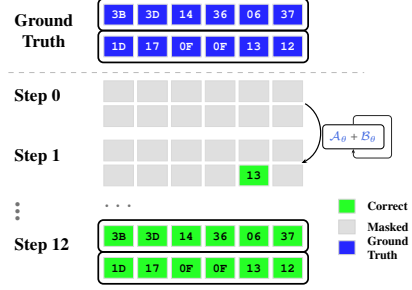 Ground Truth
3B 3D 14 36 06 37
1D 17 0F 0F 13 12
Step 0
𝒜θ + ℬθ
Step 1
13
. . .
Step 12
3B 3D 14 36 06 37
1D 17 0F 0F 13 12
Correct
Masked
Ground Truth